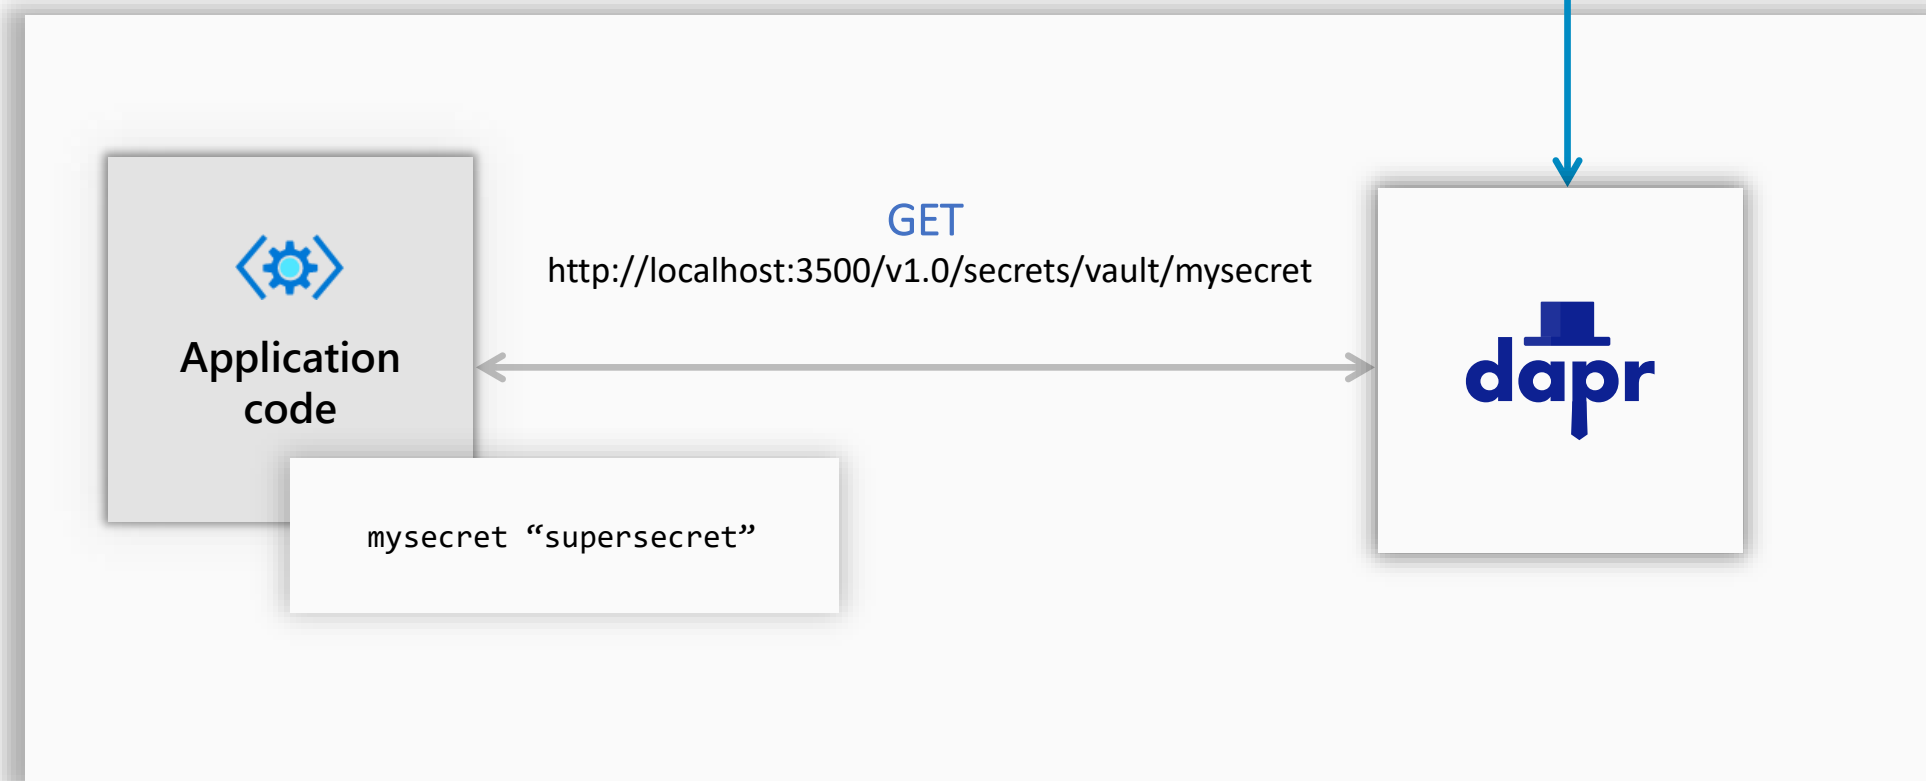 GET
http://localhost:3500/v1.0/secrets/vault/mysecret
Application
code
dapr
mysecret “supersecret”